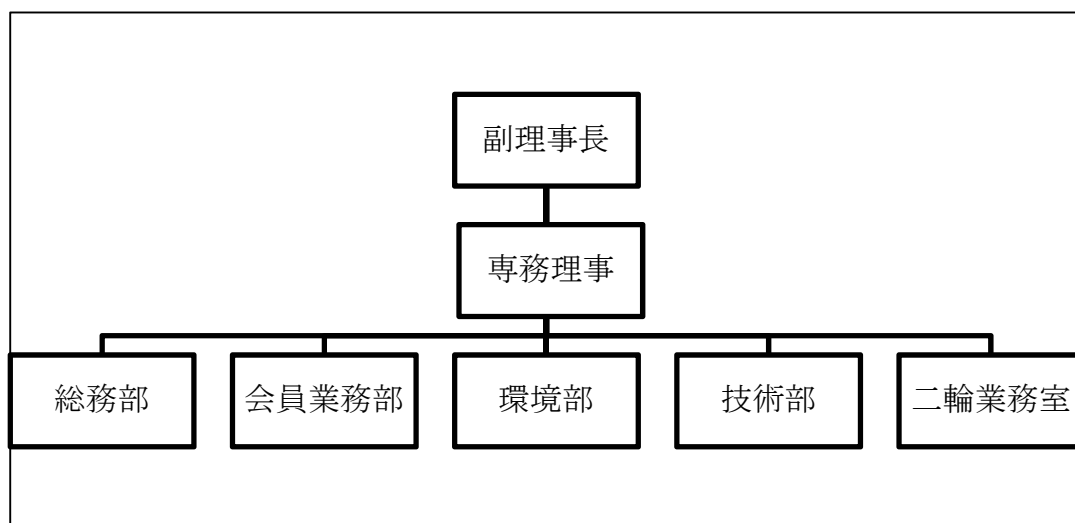 副理事長
専務理事
総務部
会員業務部
環境部
技術部
二輪業務室